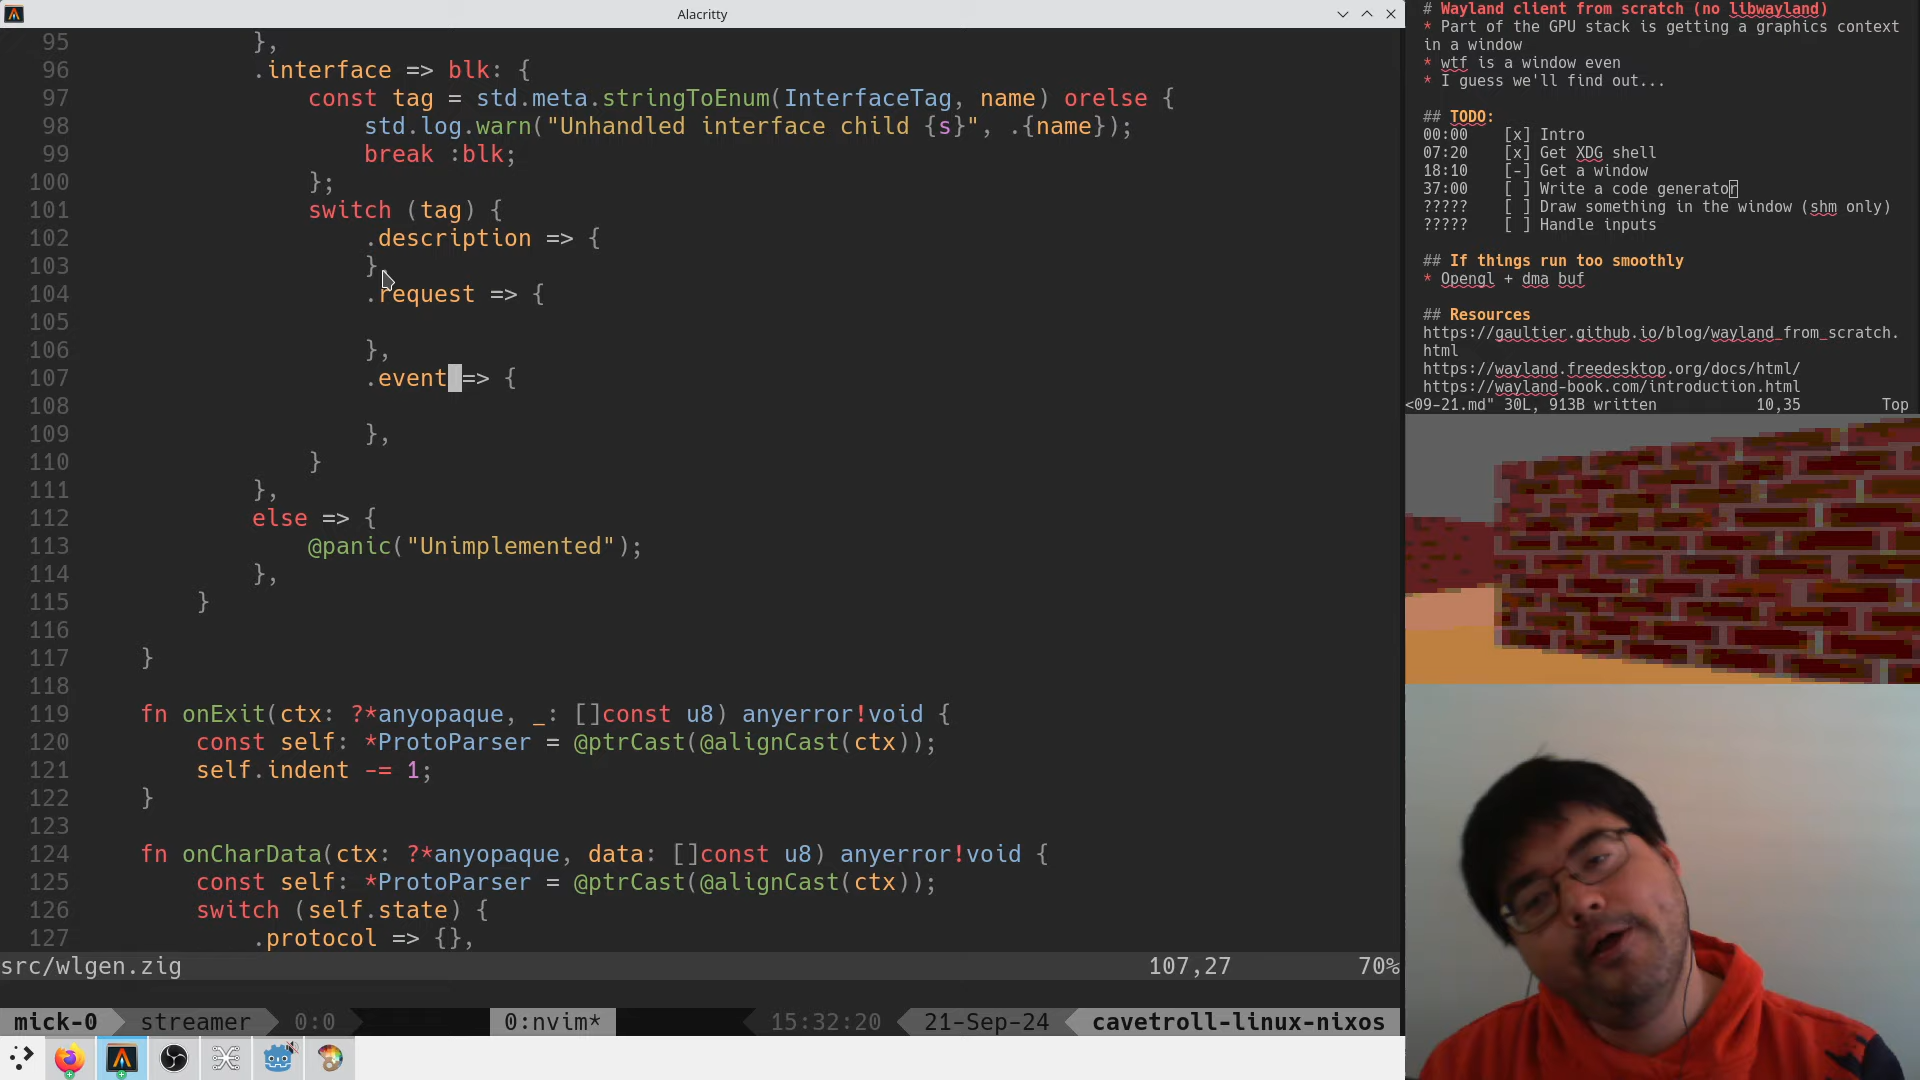 Alacritty
95 },
96 .interface => blk: {
97 const tag = std.meta.stringToEnum(InterfaceTag, name) orelse {
98 std.log.warn("Unhandled interface child {s}", .{name});
99 break :blk;
100 };
101 switch (tag) {
102 .description => {
103 },
104 .request => {
105
106 },
107 .event => {
108
109 },
110 }
111 },
112 else => {
113 @panic("Unimplemented");
114 },
115 }
116
117 }
118
119 fn onExit(ctx: ?*anyopaque, _: []const u8) anyerror!void {
120 const self: *ProtoParser = @ptrCast(@alignCast(ctx));
121 self.indent -= 1;
122 }
123
124 fn onCharData(ctx: ?*anyopaque, data: []const u8) anyerror!void {
125 const self: *ProtoParser = @ptrCast(@alignCast(ctx));
126 switch (self.state) {
127 .protocol => {},
src/wlgen.zig 107,27 70%
mick-0 streamer 0:0 0:nvim* 15:32:20 21-Sep-24 cavetroll-linux-nixos
# Wayland client from scratch (no libwayland)
* Part of the GPU stack is getting a graphics context
in a window
* wtf is a window even
* I guess we'll find out...
## TODO:
00:00 [x] Intro
07:20 [x] Get XDG shell
18:10 [-] Get a window
37:00 [ ] Write a code generator
????? [ ] Draw something in the window (shm only)
????? [ ] Handle inputs
## If things run too smoothly
* Opengl + dma buf
## Resources
https://gaultier.github.io/blog/wayland_from_scratch.
html
https://wayland.freedesktop.org/docs/html/
https://wayland-book.com/introduction.html
<09-21.md" 30L, 913B written 10,35 Top